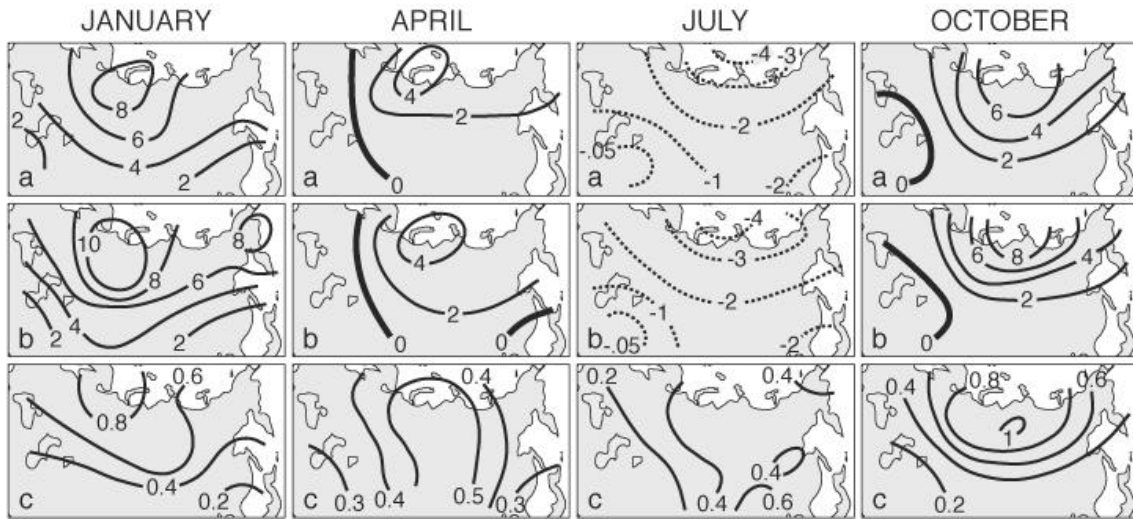 JANUARY APRIL JULY OCTOBER
8 2 6 4 2 a
4 2 0 a
-4 -3 -2 -.05 -1 -2 a
6 4 2 0 a
10 8 8 6 4 2 2 b
4 2 0 0 b
-4 -3 -2 -1 -.05 -2 b
6 8 4 2 0 b
0.6 0.8 0.4 0.2 c
0.4 0.3 0.4 0.5 0.3 c
0.2 0.4 0.4 0.4 0.6 c
0.4 0.8 0.6 1 0.2 c